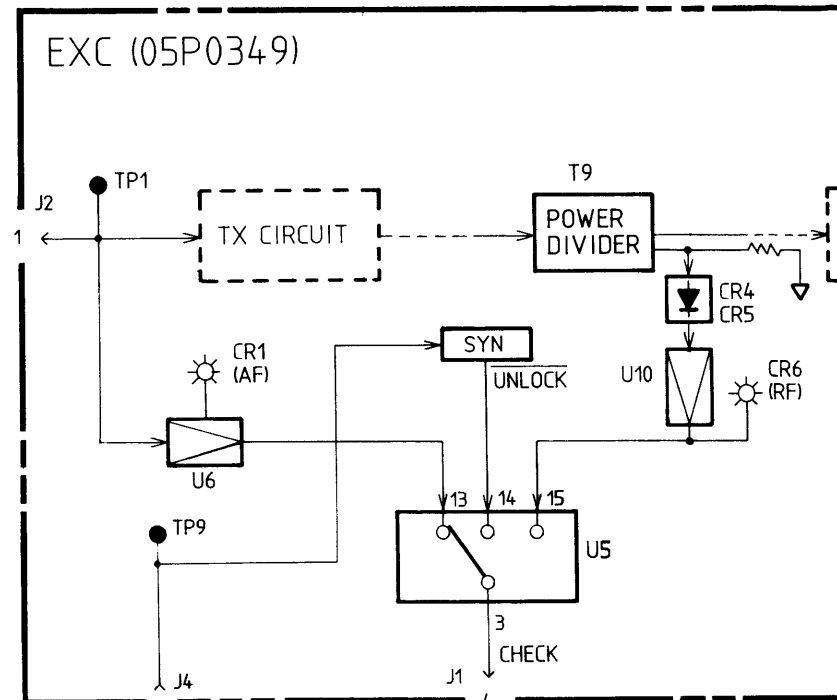 EXC (05P0349)
T9
TP1
J2
1
TX CIRCUIT
POWER
DIVIDER
CR4
CR5
SYN
CR1
(AF)
UNLOCK
U10
CR6
(RF)
U6
13
14
15
TP9
U5
3
CHECK
J4
J1